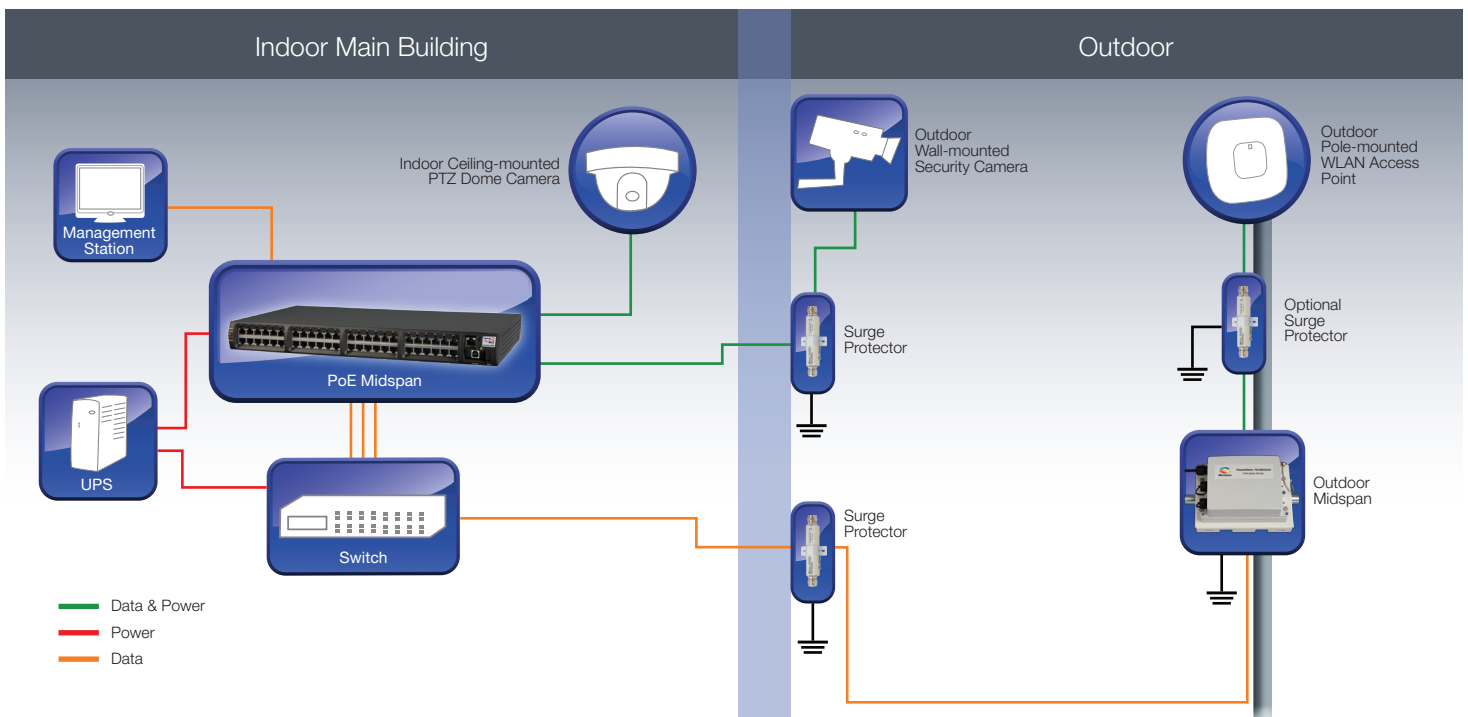 Indoor Main Building
Outdoor
Indoor Ceiling-mounted
PTZ Dome Camera
Outdoor
Wall-mounted
Security Camera
Outdoor
Pole-mounted
WLAN Access
Point
Management
Station
PoE Midspan
Surge
Protector
Optional
Surge
Protector
UPS
Switch
Surge
Protector
Outdoor
Midspan
Data & Power
Power
Data